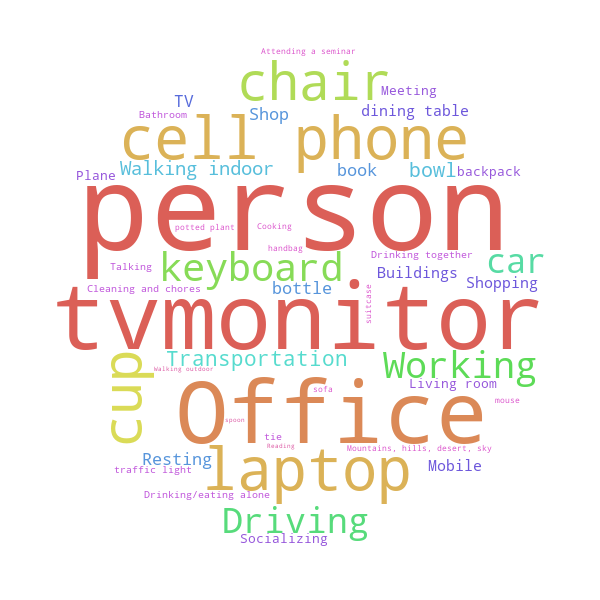 Attending a seminar
chair
Meeting
TV
Shop
dining table
Bathroom
cell phone
Walking indoor
book
bowl
backpack
Plane
person
potted plant
Cooking
handbag
Drinking together
car
Talking
keyboard
Buildings
Shopping
Cleaning and chores
bottle
suitcase
tvmonitor
Transportation
Working
cup
Walking outdoor
Living room
sofa
mouse
Office
spoon
tie
Reading
Mountains, hills, desert, sky
Resting
laptop
Mobile
traffic light
Drinking/eating alone
Driving
Socializing